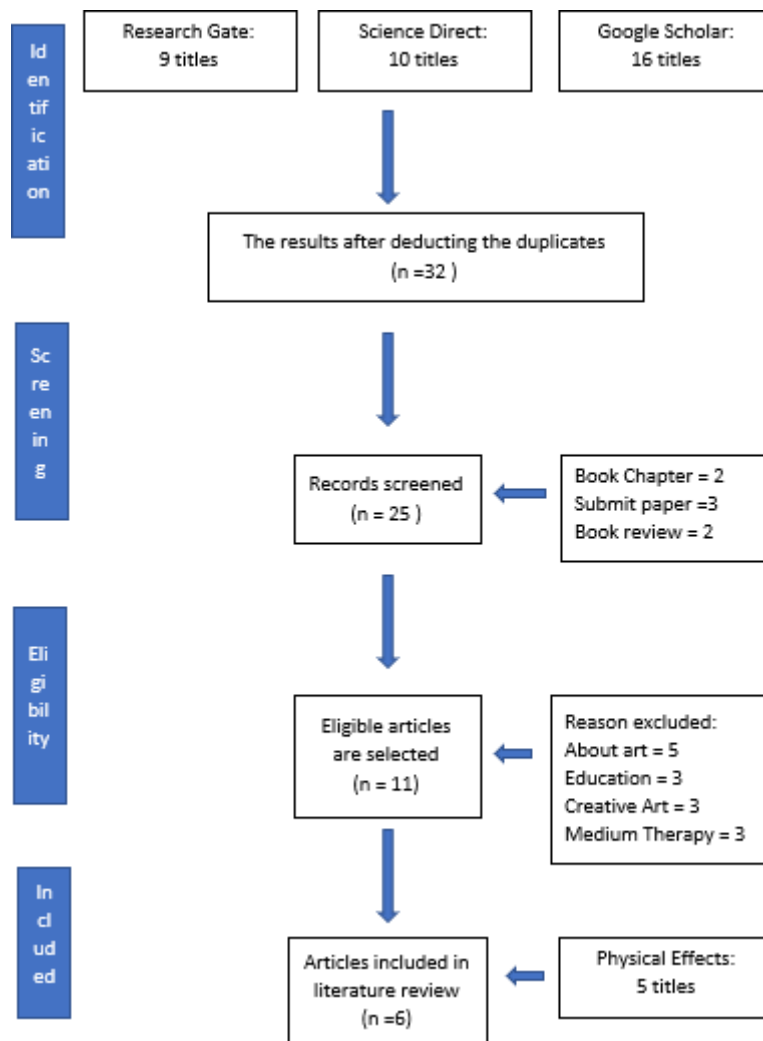 Id
en
tif
ic
ati
on
Research Gate:
9 titles
Science Direct:
10 titles
Google Scholar:
16 titles
The results after deducting the duplicates
(n =32 )
Sc
re
en
in
g
Records screened
(n = 25 )
Book Chapter = 2
Submit paper =3
Book review = 2
Eli
gi
bil
ity
Eligible articles
are selected
(n = 11)
Reason excluded:
About art = 5
Education = 3
Creative Art = 3
Medium Therapy = 3
In
cl
ud
ed
Articles included in
literature review
(n =6)
Physical Effects:
5 titles